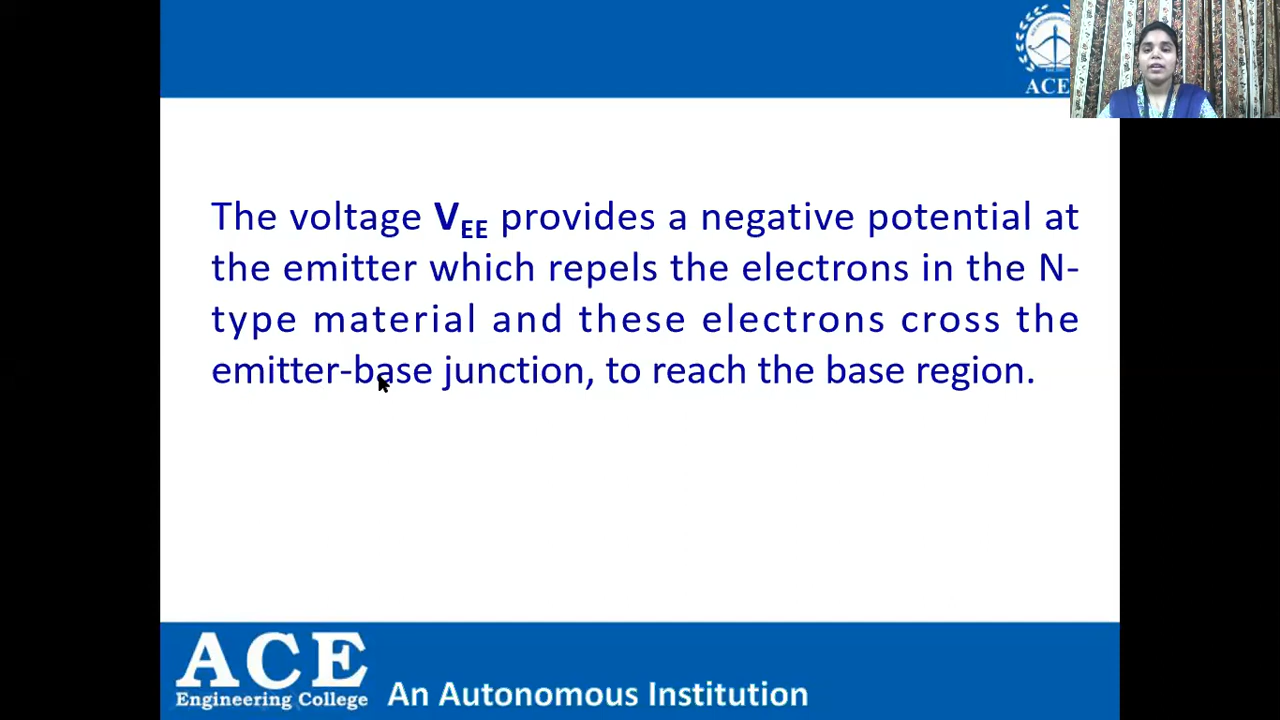 ACE
The voltage VEE provides a negative potential at
the emitter which repels the electrons in the N-
type material and these electrons cross the
emitter-base junction, to reach the base region.
ACE
Engineering College
An Autonomous Institution